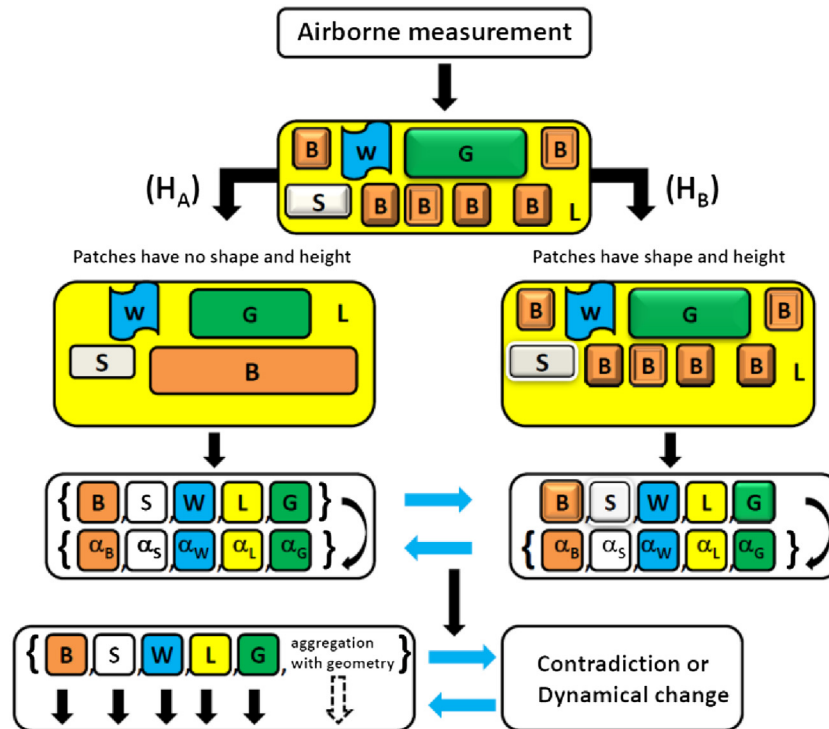 Airborne measurement
B W G B
S B B B B L
(H_A) (H_B)
Patches have no shape and height
W G L
S B
Patches have shape and height
B W G B
S B B B B L
{ B , S , W , L , G }
{ α_B , α_S , α_W , α_L , α_G }
B , S , W , L , G
{ α_B , α_S , α_W , α_L , α_G }
{ B , S , W , L , G , aggregation
with geometry }
Contradiction or
Dynamical change